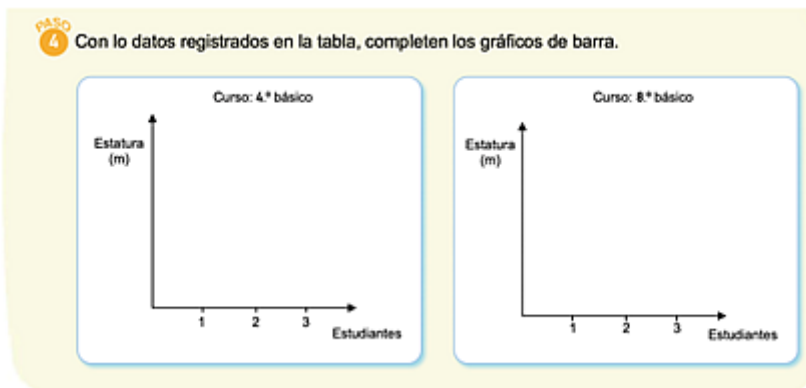 PASO
4 Con lo datos registrados en la tabla, completen los gráficos de barra.
Curso: 4.º básico
Estatura
(m)
1 2 3
Estudiantes
Curso: 8.º básico
Estatura
(m)
1 2 3
Estudiantes